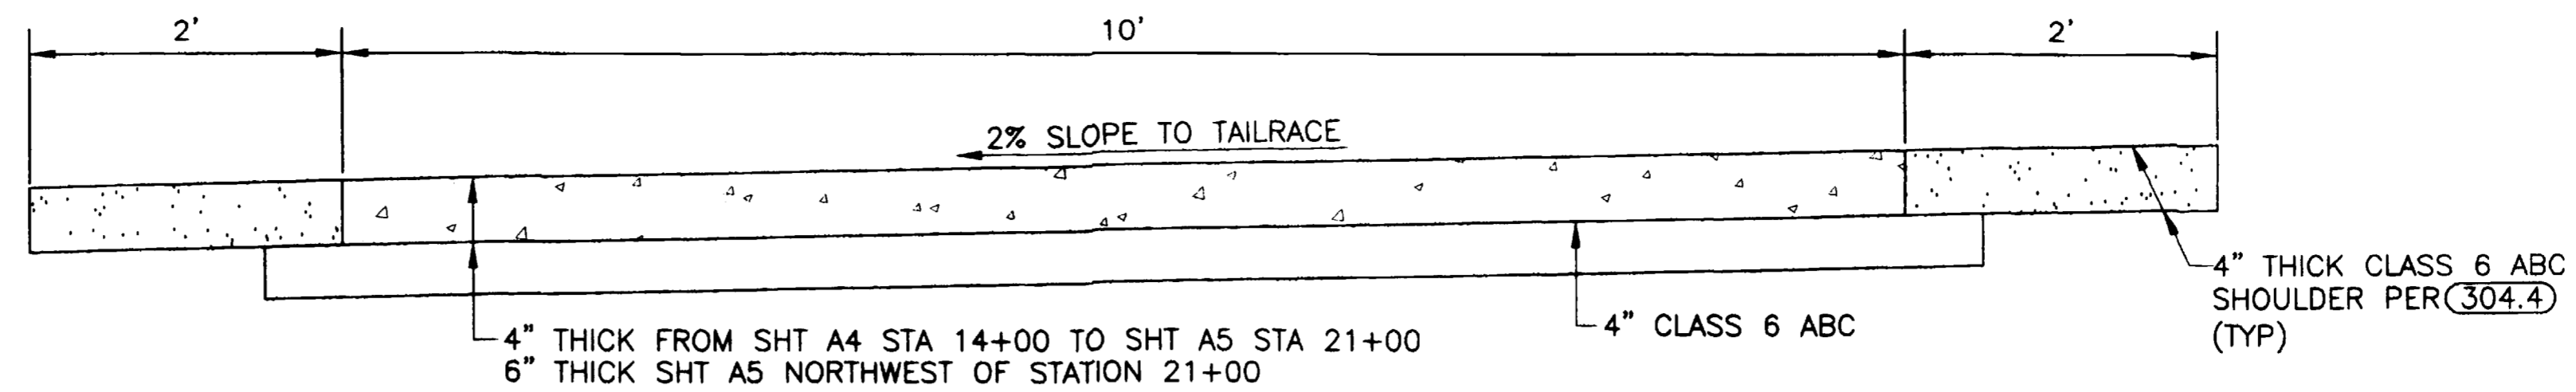 2'
10'
2'
2% SLOPE TO TAILRACE
4" THICK CLASS 6 ABC
SHOULDER PER 304.4
(TYP)
4" CLASS 6 ABC
4" THICK FROM SHT A4 STA 14+00 TO SHT A5 STA 21+00
6" THICK SHT A5 NORTHWEST OF STATION 21+00